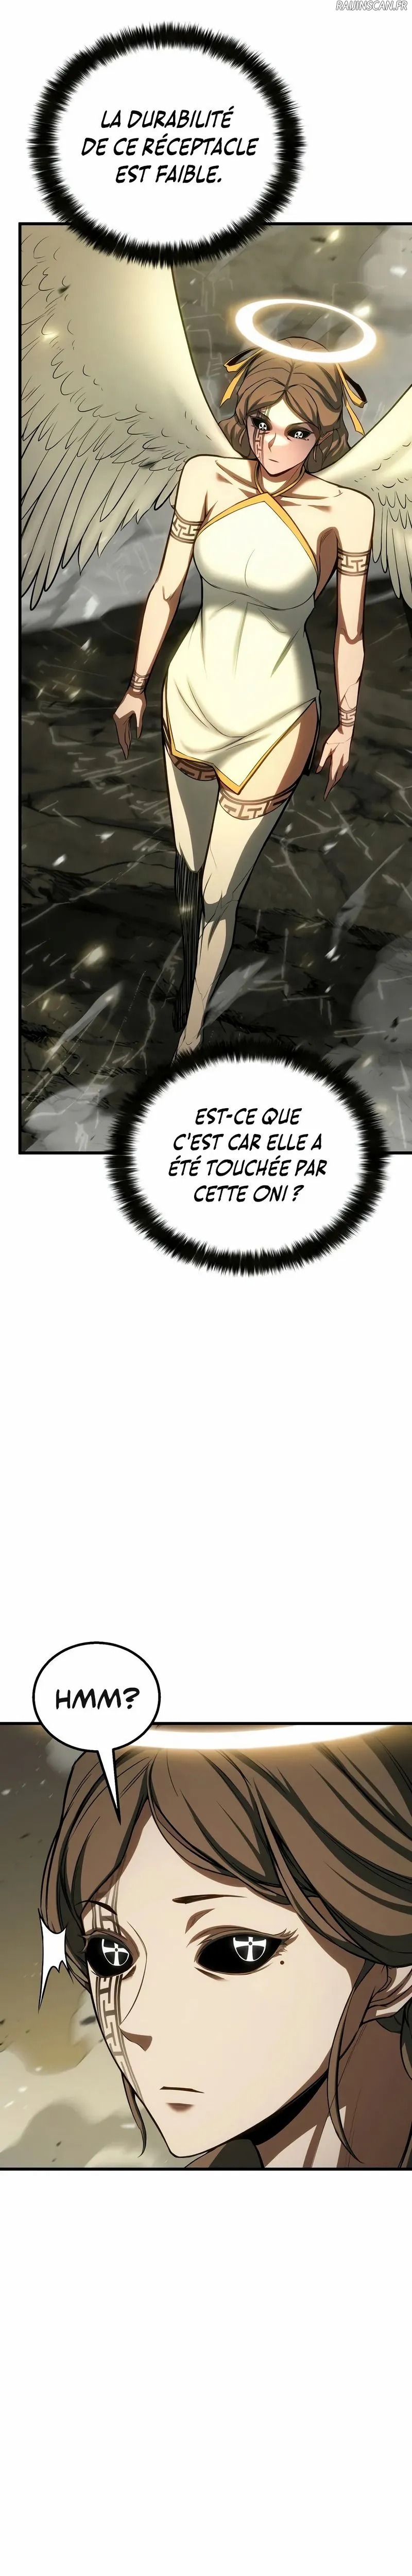 RAIJINSCAN.FR
LA DURABILITÉ
DE CE RÉCEPTACLE
EST FAIBLE.
EST-CE QUE
C'EST CAR ELLE A
ÉTÉ TOUCHÉE PAR
CETTE ONI ?
HMM?